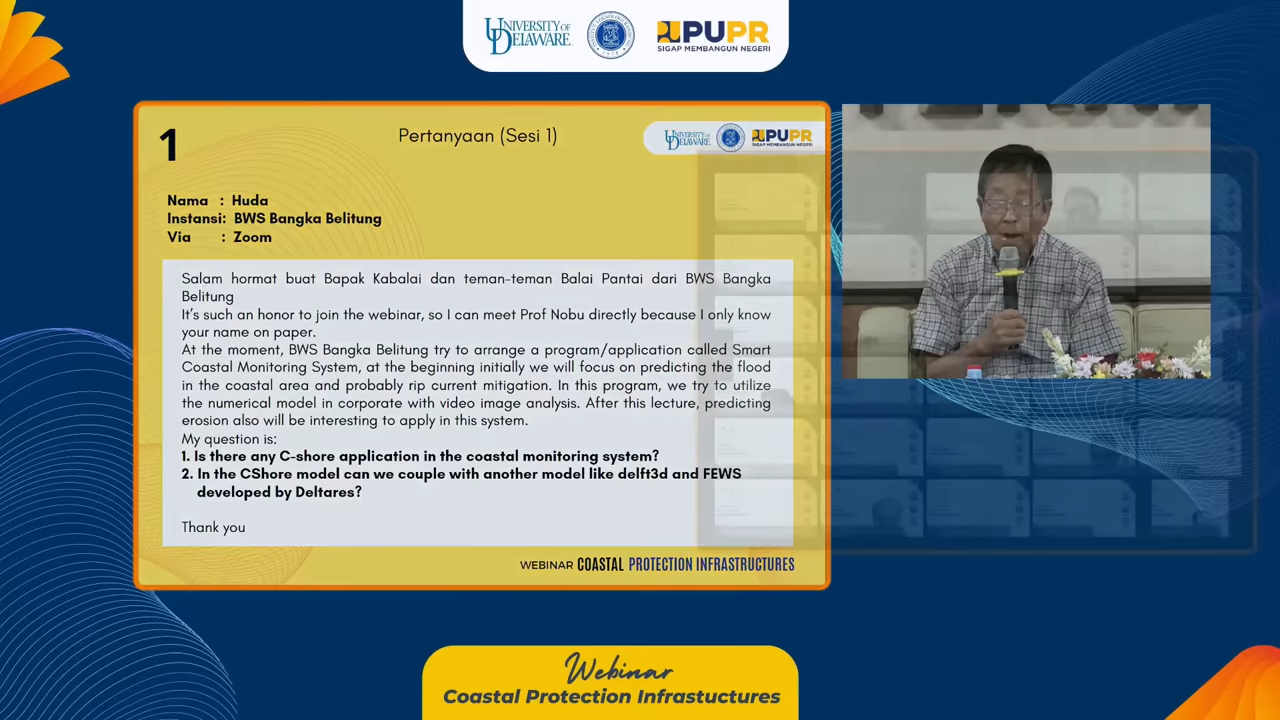 UNIVERSITY OF
DELAWARE
PUPR
SIGAP MEMBANGUN NEGERI
1
Pertanyaan (Sesi 1)
UNIVERSITY OF
DELAWARE
PUPR
SIGAP MEMBANGUN NEGERI
Nama : Huda
Instansi: BWS Bangka Belitung
Via : Zoom
Salam hormat buat Bapak Kabalai dan teman-teman Balai Pantai dari BWS Bangka
Belitung
It's such an honor to join the webinar, so I can meet Prof Nobu directly because I only know
your name on paper.
At the moment, BWS Bangka Belitung try to arrange a program/application called Smart
Coastal Monitoring System, at the beginning initially we will focus on predicting the flood
in the coastal area and probably rip current mitigation. In this program, we try to utilize
the numerical model in corporate with video image analysis. After this lecture, predicting
erosion also will be interesting to apply in this system.
My question is:
1. Is there any C-shore application in the coastal monitoring system?
2. In the CShore model can we couple with another model like delft3d and FEWS
developed by Deltares?
Thank you
WEBINAR COASTAL PROTECTION INFRASTRUCTURES
Webinar
Coastal Protection Infrastuctures